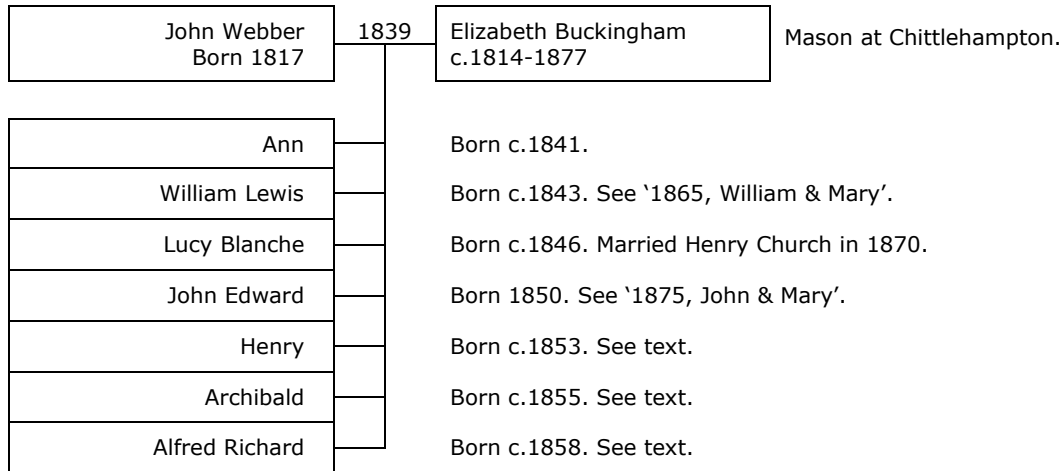 John Webber
Born 1817
1839
Elizabeth Buckingham
c.1814-1877
Mason at Chittlehampton.
Ann
Born c.1841.
William Lewis
Born c.1843. See ‘1865, William & Mary’.
Lucy Blanche
Born c.1846. Married Henry Church in 1870.
John Edward
Born 1850. See ‘1875, John & Mary’.
Henry
Born c.1853. See text.
Archibald
Born c.1855. See text.
Alfred Richard
Born c.1858. See text.